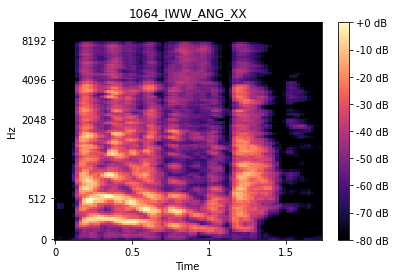 1064_IWW_ANG_XX
Hz
8192
4096
2048
1024
512
0
0
0.5
1
1.5
Time
+0 dB
-10 dB
-20 dB
-30 dB
-40 dB
-50 dB
-60 dB
-70 dB
-80 dB